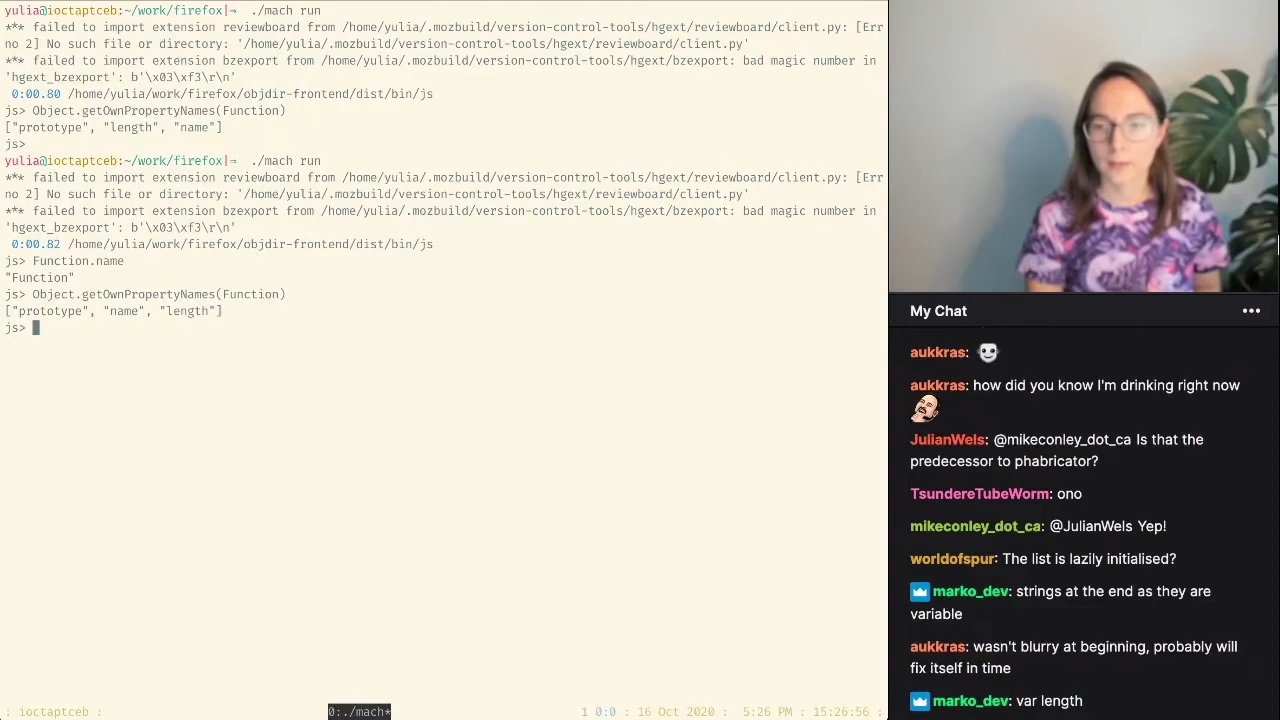 yulia@ioctaptceb:~/work/firefox|⇒  ./mach run
*** failed to import extension reviewboard from /home/yulia/.mozbuild/version-control-tools/hgext/reviewboard/client.py: [Err
no 2] No such file or directory: '/home/yulia/.mozbuild/version-control-tools/hgext/reviewboard/client.py'
*** failed to import extension bzexport from /home/yulia/.mozbuild/version-control-tools/hgext/bzexport: bad magic number in
'hgext_bzexport': b'\x03\xf3\r\n'
 0:00.80 /home/yulia/work/firefox/objdir-frontend/dist/bin/js
js> Object.getOwnPropertyNames(Function)
["prototype", "length", "name"]
js>
yulia@ioctaptceb:~/work/firefox|⇒  ./mach run
*** failed to import extension reviewboard from /home/yulia/.mozbuild/version-control-tools/hgext/reviewboard/client.py: [Err
no 2] No such file or directory: '/home/yulia/.mozbuild/version-control-tools/hgext/reviewboard/client.py'
*** failed to import extension bzexport from /home/yulia/.mozbuild/version-control-tools/hgext/bzexport: bad magic number in
'hgext_bzexport': b'\x03\xf3\r\n'
 0:00.82 /home/yulia/work/firefox/objdir-frontend/dist/bin/js
js> Function.name
"Function"
js> Object.getOwnPropertyNames(Function)
["prototype", "name", "length"]
js>
: ioctaptceb :
0:./mach*
1 0:0 : 16 Oct 2020 : 5:26 PM : 15:26:56 :
My Chat
aukkras:
aukkras: how did you know I'm drinking right now
JulianWels: @mikeconley_dot_ca Is that the
predecessor to phabricator?
TsundereTubeWorm: ono
mikeconley_dot_ca: @JulianWels Yep!
worldofspur: The list is lazily initialised?
marko_dev: strings at the end as they are
variable
aukkras: wasn't blurry at beginning, probably will
fix itself in time
marko_dev: var length